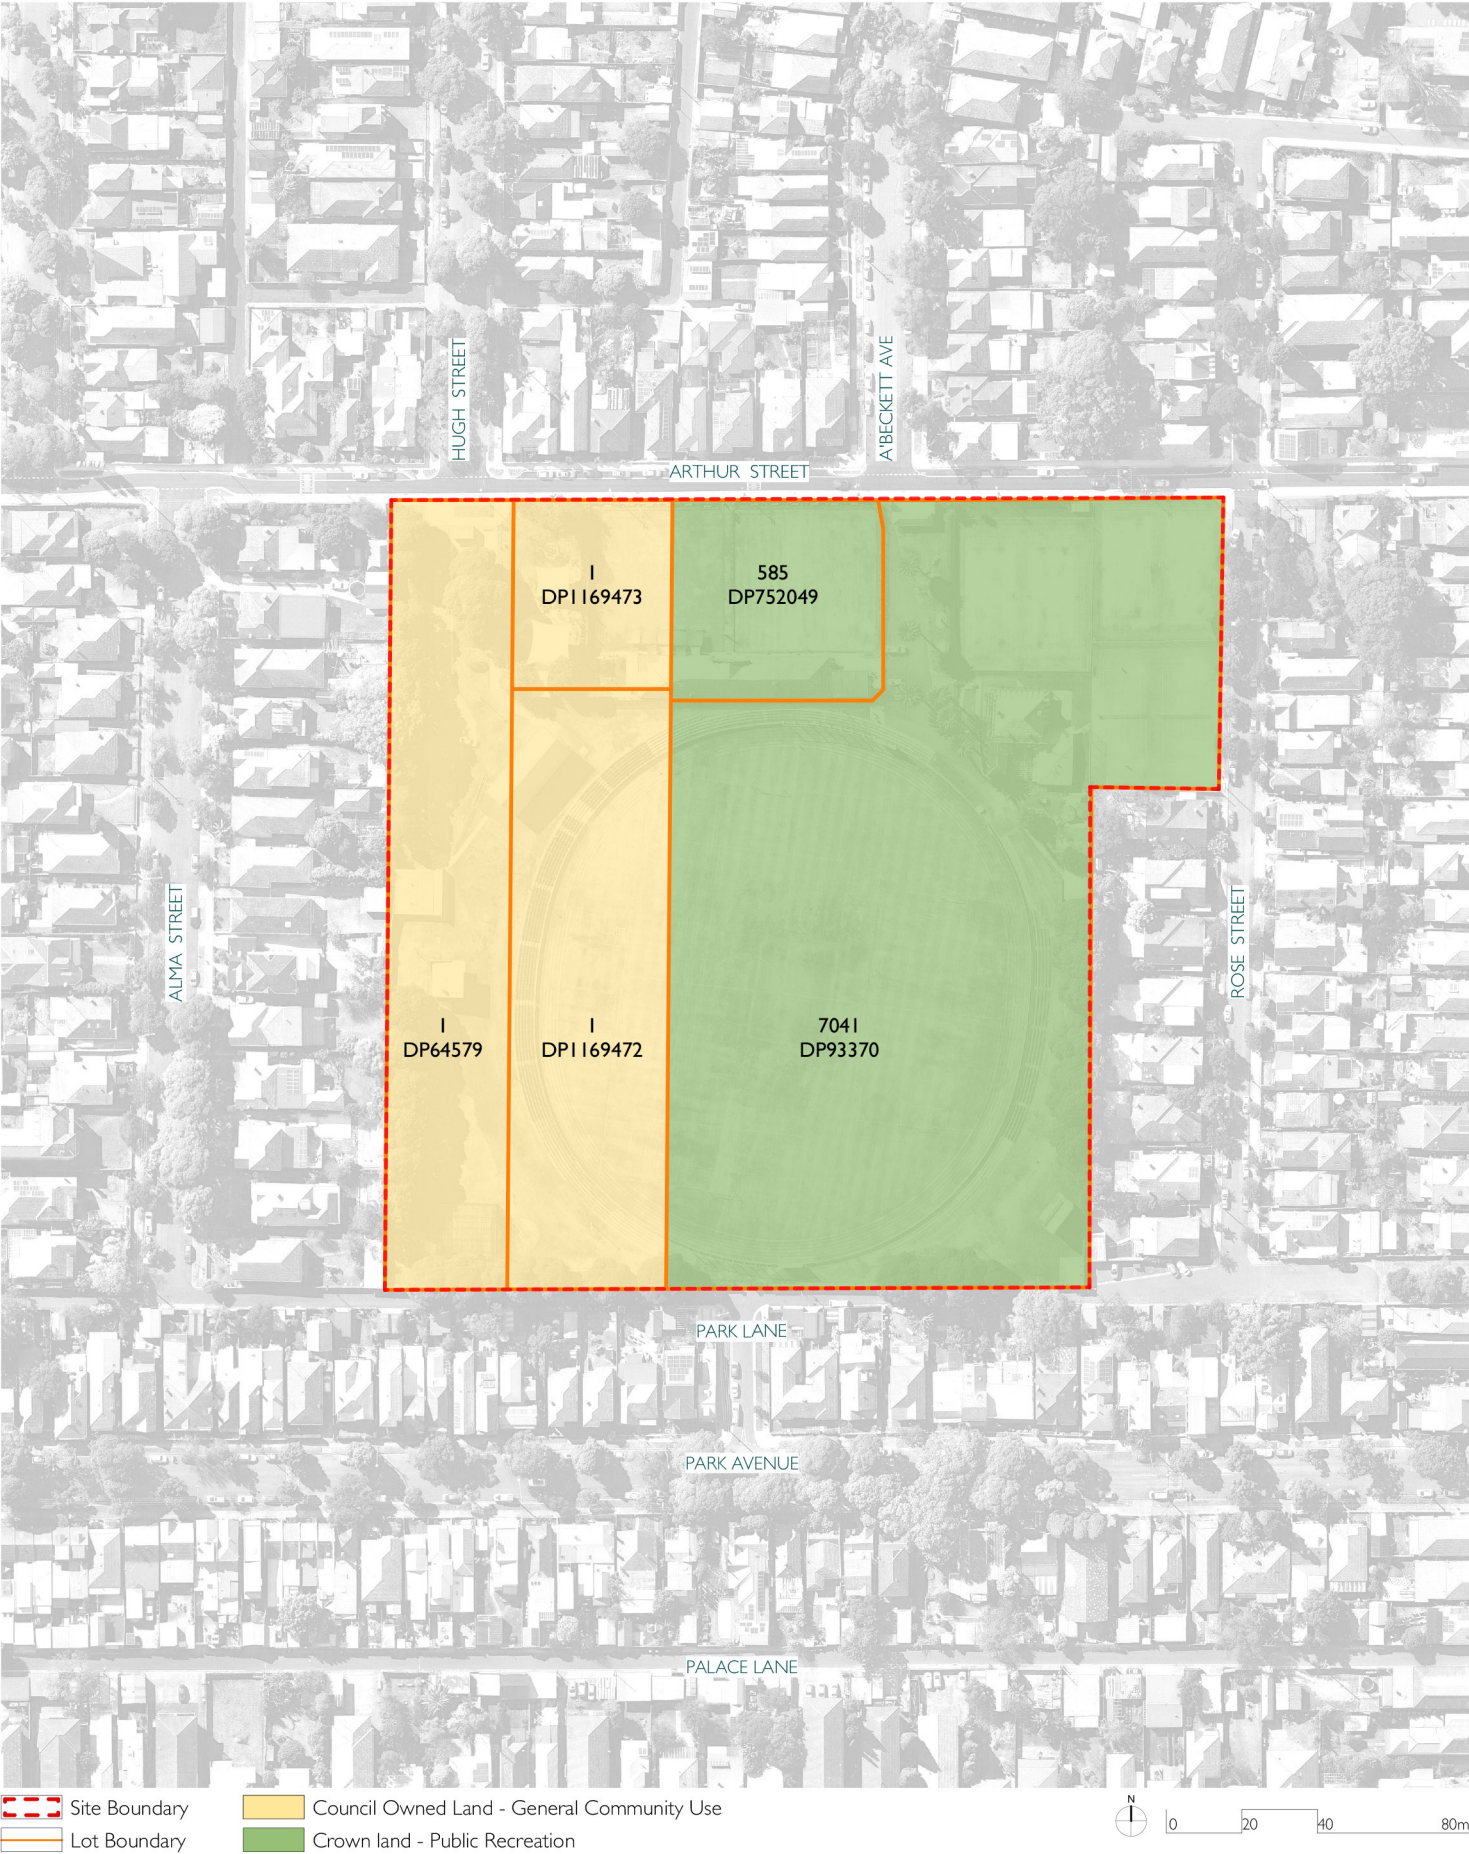 HUGH STREET
A'BECKETT AVE
ARTHUR STREET
1
DP1169473
585
DP752049
ALMA STREET
ROSE STREET
1
DP64579
1
DP1169472
7041
DP93370
PARK LANE
PARK AVENUE
PALACE LANE
Site Boundary
Council Owned Land - General Community Use
Lot Boundary
Crown land - Public Recreation
N
0 20 40 80m